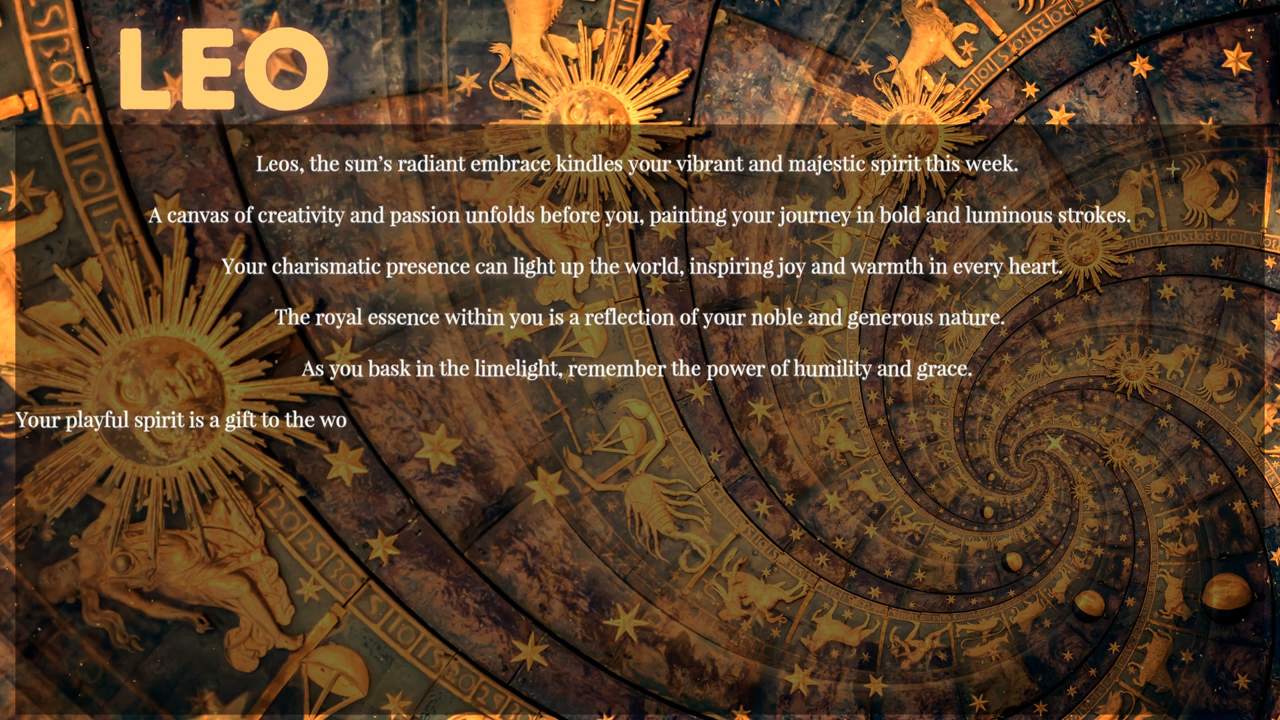 LEO
Leos, the sun’s radiant embrace kindles your vibrant and majestic spirit this week.
A canvas of creativity and passion unfolds before you, painting your journey in bold and luminous strokes.
Your charismatic presence can light up the world, inspiring joy and warmth in every heart.
The royal essence within you is a reflection of your noble and generous nature.
As you bask in the limelight, remember the power of humility and grace.
Your playful spirit is a gift to the wo